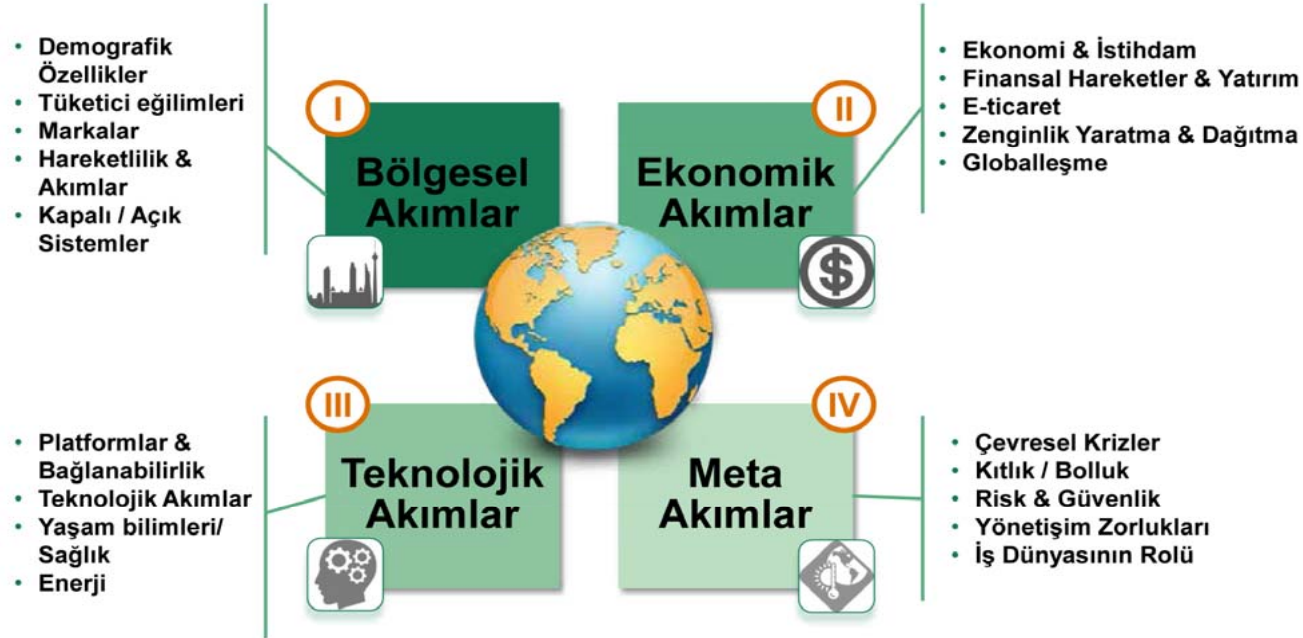 • Demografik
Özellikler
• Tüketici eğilimleri
• Markalar
• Hareketlilik &
Akımlar
• Kapalı / Açık
Sistemler
I
Bölgesel
Akımlar
II
Ekonomik
Akımlar
$
• Ekonomi & İstihdam
• Finansal Hareketler & Yatırım
• E-ticaret
• Zenginlik Yaratma & Dağıtma
• Globalleşme
• Platformlar &
Bağlanabilirlik
• Teknolojik Akımlar
• Yaşam bilimleri/
Sağlık
• Enerji
III
Teknolojik
Akımlar
IV
Meta
Akımlar
• Çevresel Krizler
• Kıtlık / Bolluk
• Risk & Güvenlik
• Yönetişim Zorlukları
• İş Dünyasının Rolü